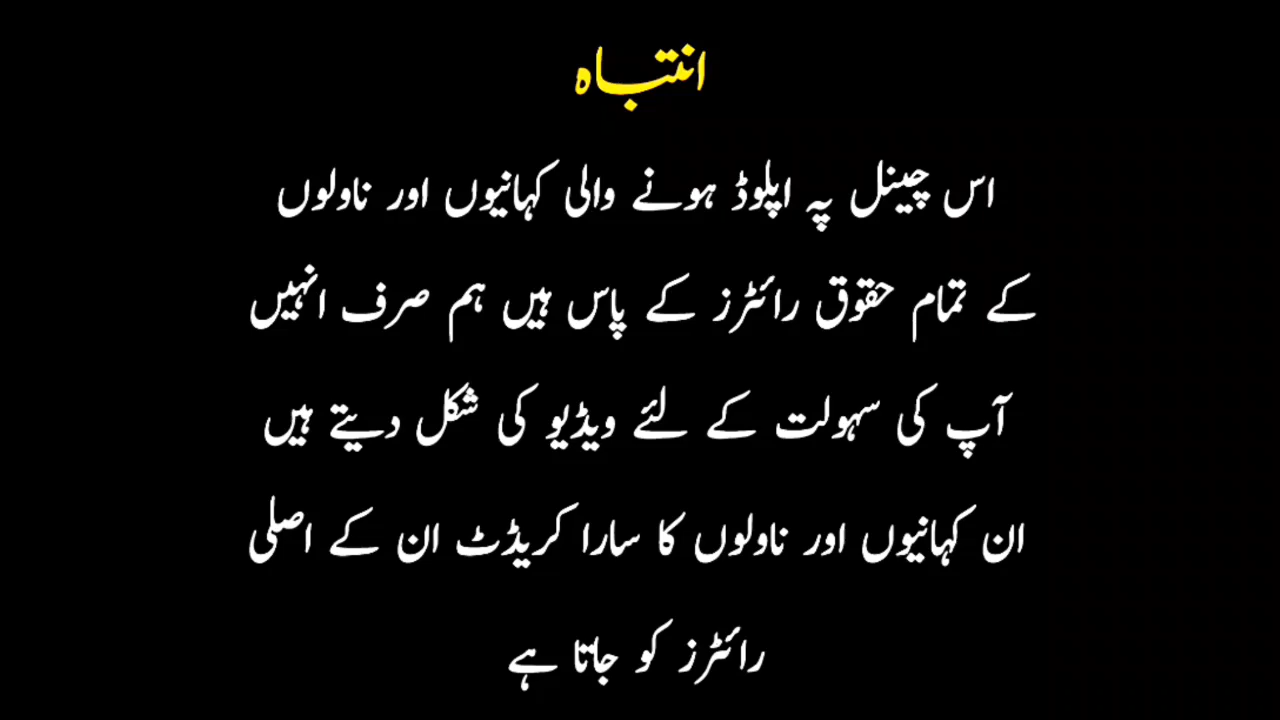 انتباہ
اس چینل پہ اپلوڈ ہونے والی کہانیوں اور ناولوں
کے تمام حقوق رائٹرز کے پاس ہیں ہم صرف انہیں
آپ کی سہولت کے لئے ویڈیو کی شکل دیتے ہیں
ان کہانیوں اور ناولوں کا سارا کریڈٹ ان کے اصلی
رائٹرز کو جاتا ہے